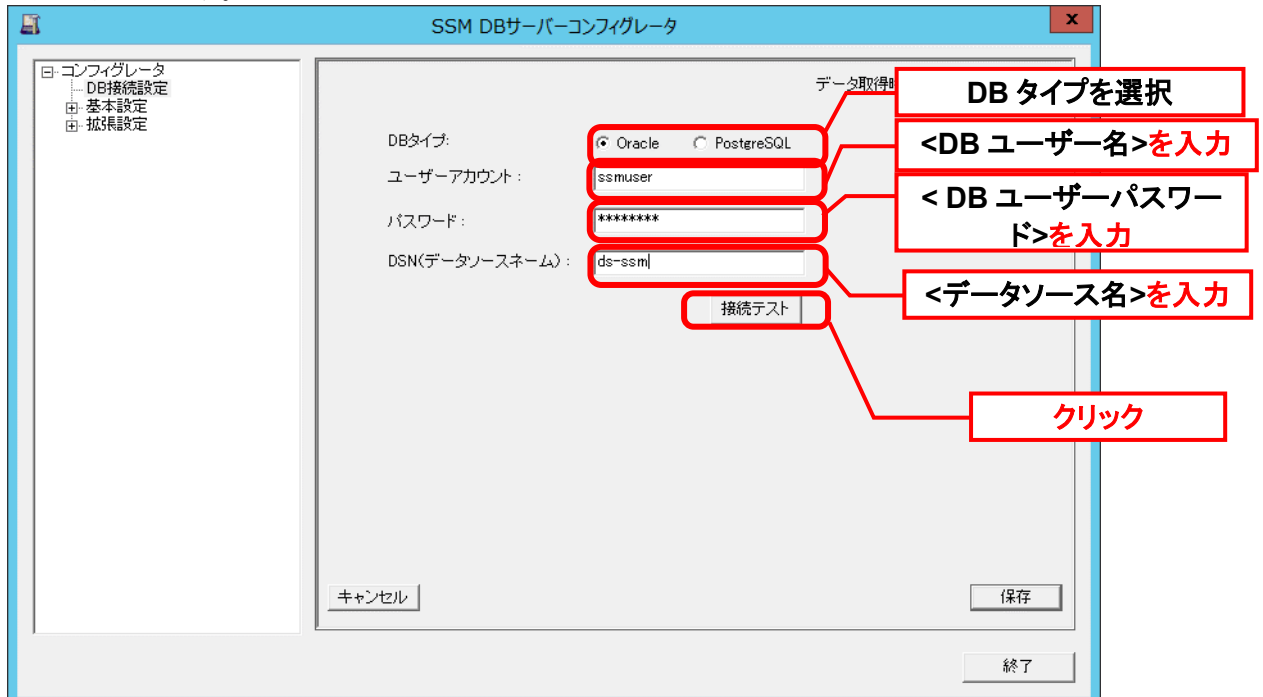 SSM DBサーバーコンフィグレータ
x
コンフィグレータ
DB接続設定
基本設定
拡張設定
データ取得
DBタイプ:
Oracle
PostgreSQL
ユーザーアカウント :
ssmuser
パスワード :
********
DSN(データソースネーム) :
ds-ssm
接続テスト
DB タイプを選択
<DB ユーザー名>を入力
< DB ユーザーパスワー
ド>を入力
<データソース名>を入力
クリック
キャンセル
保存
終了